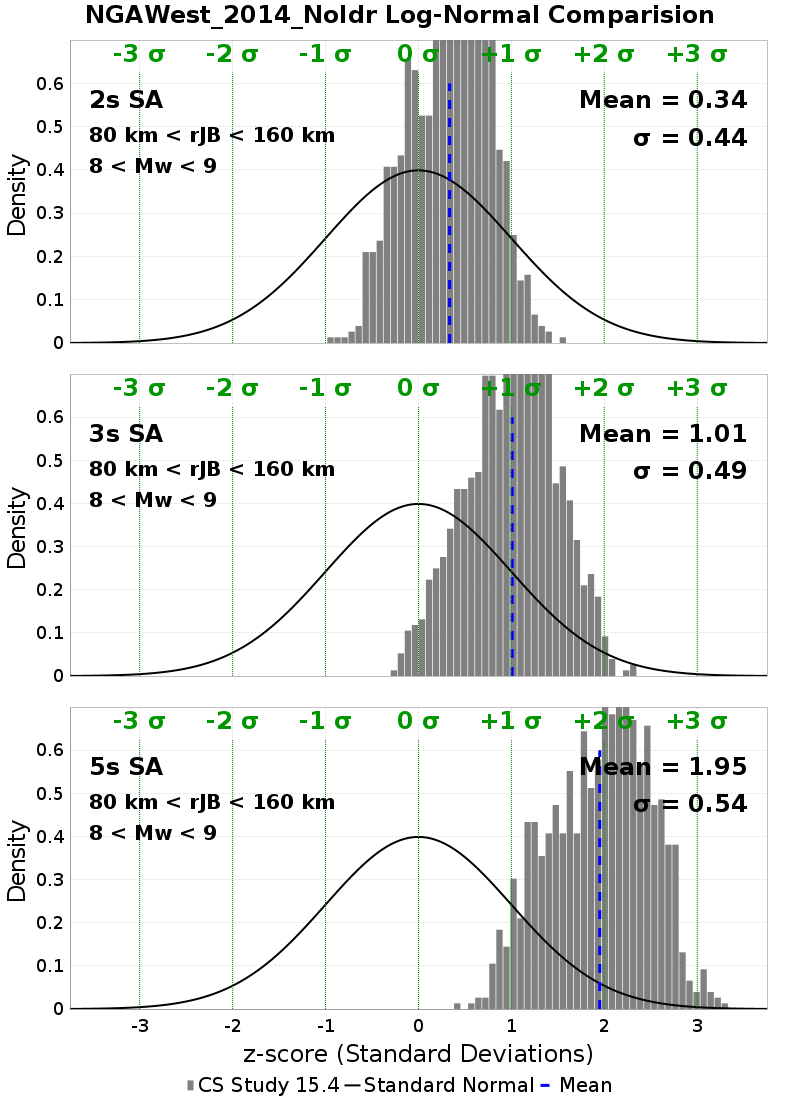 NGAWest_2014_NoIdr Log-Normal Comparision
-3 σ -2 σ -1 σ 0 σ +1 σ +2 σ +3 σ
2s SA
Mean = 0.34
80 km < rJB < 160 km
σ = 0.44
8 < Mw < 9
Density
0.6
0.5
0.4
0.3
0.2
0.1
0
-3 σ -2 σ -1 σ 0 σ +1 σ +2 σ +3 σ
3s SA
Mean = 1.01
80 km < rJB < 160 km
σ = 0.49
8 < Mw < 9
Density
0.6
0.5
0.4
0.3
0.2
0.1
0
-3 σ -2 σ -1 σ 0 σ +1 σ +2 σ +3 σ
5s SA
Mean = 1.95
80 km < rJB < 160 km
σ = 0.54
8 < Mw < 9
Density
0.6
0.5
0.4
0.3
0.2
0.1
0
-3 -2 -1 0 1 2 3
z-score (Standard Deviations)
CS Study 15.4 Standard Normal Mean